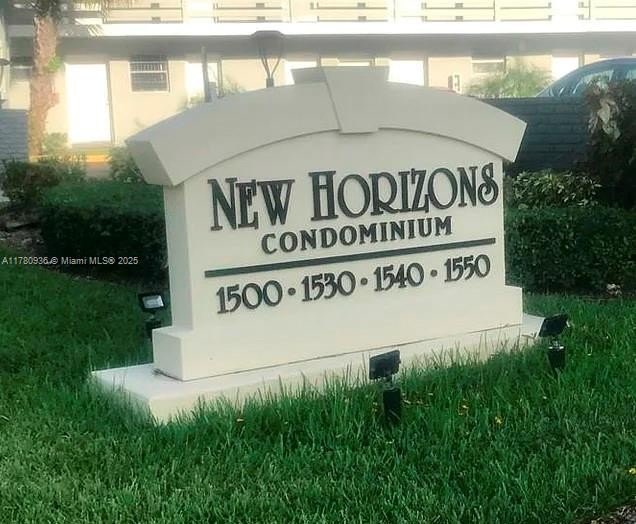 NEW HORIZONS
CONDOMINIUM
1500 • 1530 • 1540 • 1550
A11780936 © Miami MLS® 2025